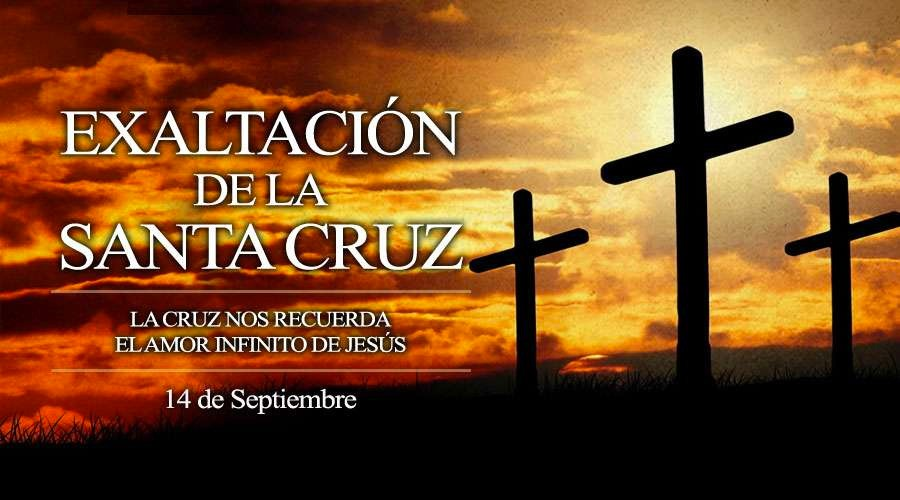 EXALTACIÓN
DE LA
SANTA CRUZ
LA CRUZ NOS RECUERDA
EL AMOR INFINITO DE JESÚS
14 de Septiembre